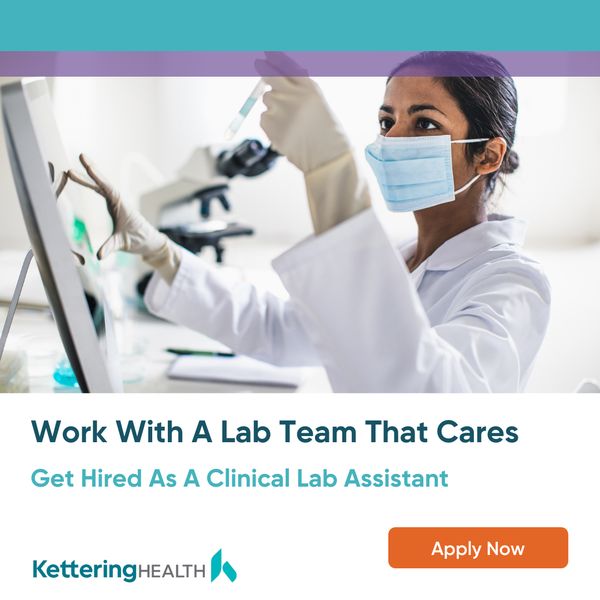 Work With A Lab Team That Cares
Get Hired As A Clinical Lab Assistant
Apply Now
KetteringHEALTH